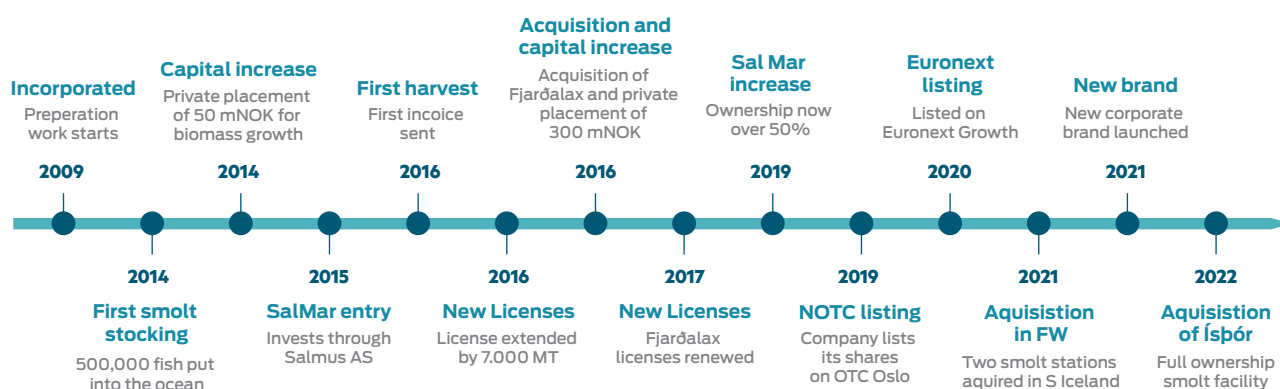 Incorporated
Preperation
work starts
2009
2014
First smolt
stocking
500,000 fish put
into the ocean
Capital increase
Private placement
of 50 mNOK for
biomass growth
2014
2015
SalMar entry
Invests through
Salmus AS
First harvest
First incoice
sent
2016
2016
New Licenses
License extended
by 7.000 MT
Acquisition and
capital increase
Acquisition of
Fjarðalax and private
placement of
300 mNOK
2016
2017
New Licenses
Fjarðalax
licenses renewed
Sal Mar
increase
Ownership now
over 50%
2019
2019
NOTC listing
Company lists
its shares
on OTC Oslo
Euronext
listing
Listed on
Euronext Growth
2020
2021
Aquisistion
in FW
Two smolt stations
aquired in S Iceland
New brand
New corporate
brand launched
2021
2022
Aquisistion
of Ísþór
Full ownership
smolt facility